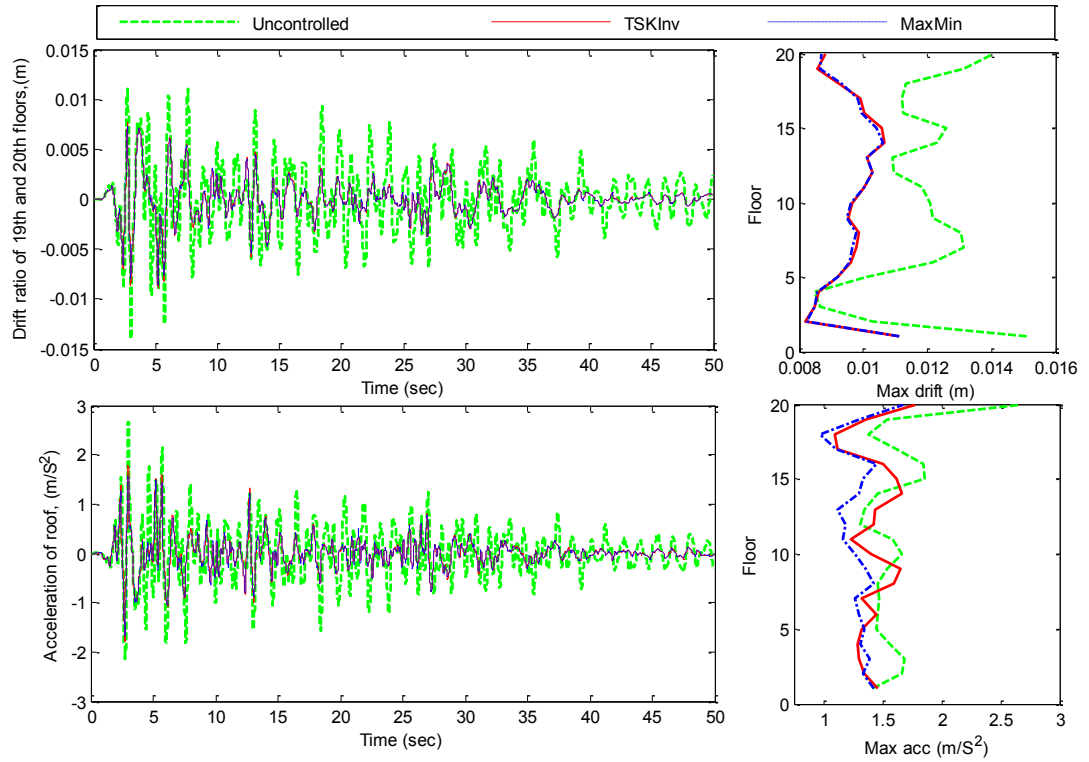 Uncontrolled TSKInv MaxMin
Drift ratio of 19th and 20th floors,(m)
0.015
0.01
0.005
0
-0.005
-0.01
-0.015
0 5 10 15 20 25 30 35 40 45 50
Time (sec)
Floor
20
15
10
5
0
0.008 0.01 0.012 0.014 0.016
Max drift (m)
Acceleration of roof, (m/S²)
3
2
1
0
-1
-2
-3
0 5 10 15 20 25 30 35 40 45 50
Time (sec)
Floor
20
15
10
5
0
1 1.5 2 2.5 3
Max acc (m/S²)